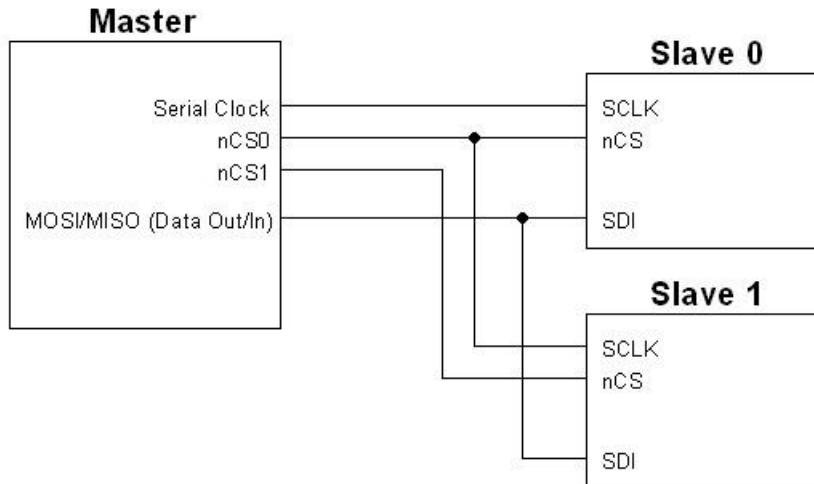 Master
Serial Clock
nCS0
nCS1
MOSI/MISO (Data Out/In)
Slave 0
SCLK
nCS
SDI
Slave 1
SCLK
nCS
SDI